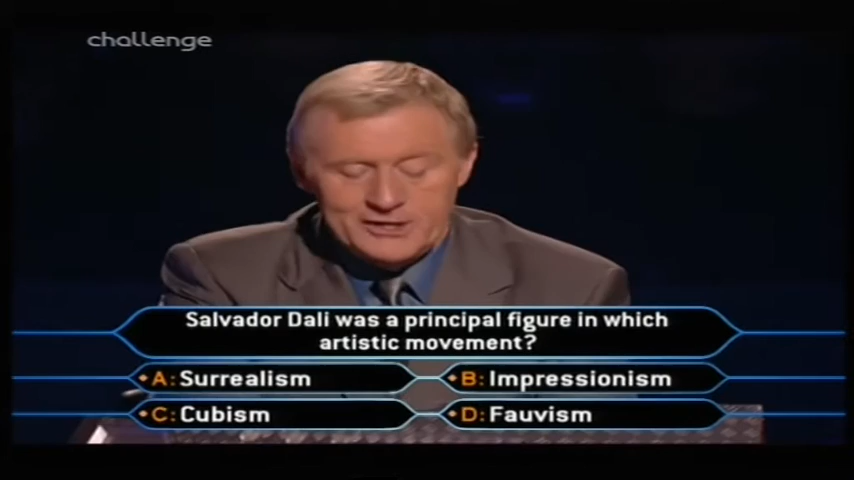 challenge
Salvador Dali was a principal figure in which
artistic movement?
A: Surrealism
B: Impressionism
C: Cubism
D: Fauvism